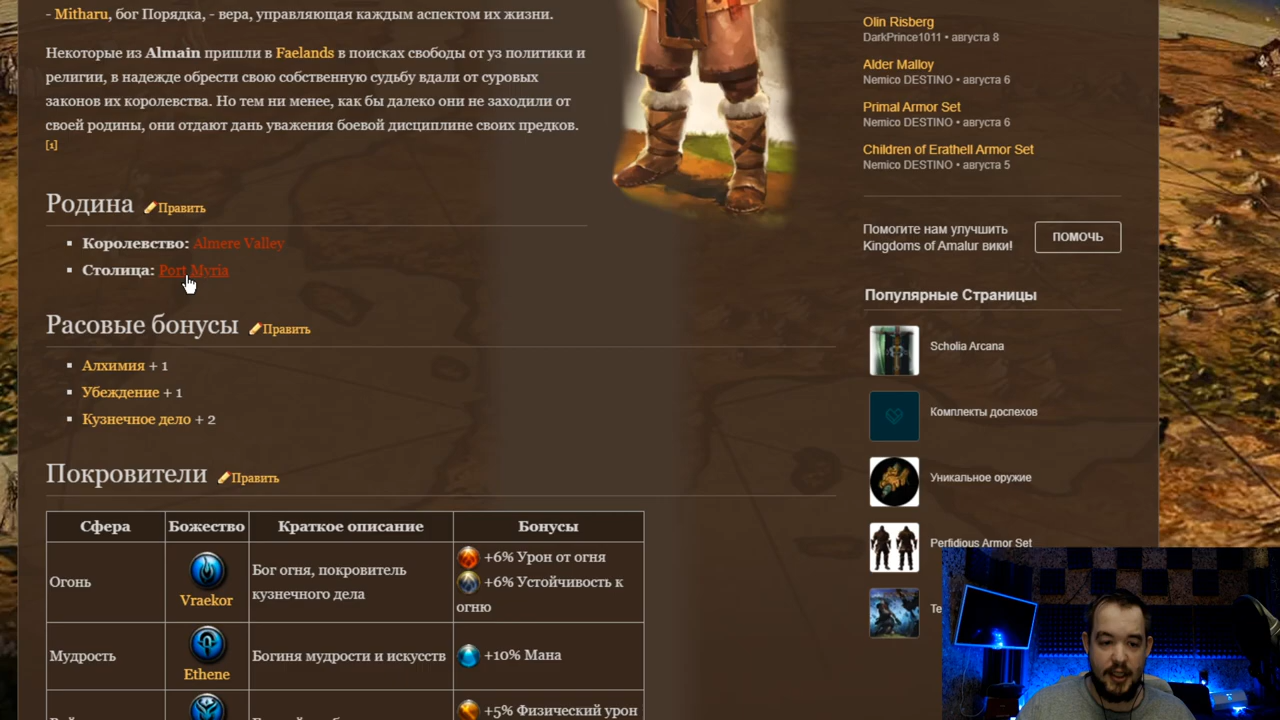 - Mitharu, бог Порядка, - вера, управляющая каждым аспектом их жизни.
Некоторые из Almain пришли в Faelands в поисках свободы от уз политики и
религии, в надежде обрести свою собственную судьбу вдали от суровых
законов их королевства. Но тем ни менее, как бы далеко они не заходили от
своей родины, они отдают дань уважения боевой дисциплине своих предков.
[1]
Родина Править
Королевство: Almere Valley
Столица: Port Myria
Расовые бонусы Править
Алхимия + 1
Убеждение + 1
Кузнечное дело + 2
Покровители Править
Сфера Божество Краткое описание Бонусы
Огонь
Vraekor
Бог огня, покровитель
кузнечного дела
+6% Урон от огня
+6% Устойчивость к
огню
Мудрость
Ethene
Богиня мудрости и искусств
+10% Мана
+5% Физический урон
Olin Risberg
DarkPrince1011 • августа 8
Alder Malloy
Nemico DESTINO • августа 6
Primal Armor Set
Nemico DESTINO • августа 6
Children of Erathell Armor Set
Nemico DESTINO • августа 5
Помогите нам улучшить
Kingdoms of Amalur вики!
ПОМОЧЬ
Популярные Страницы
Scholia Arcana
Комплекты доспехов
Уникальное оружие
Perfidious Armor Set